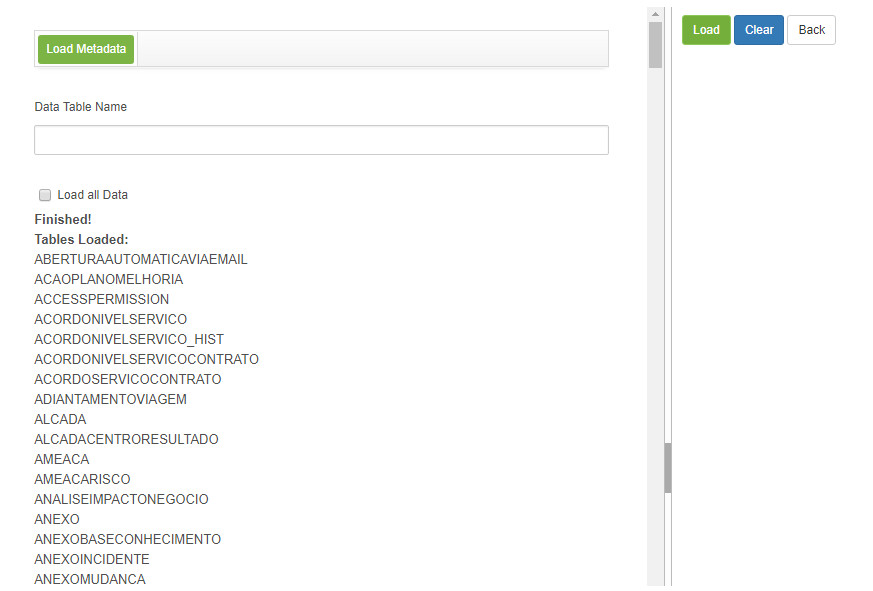 Load Metadata
Load Clear Back
Data Table Name
Load all Data
Finished!
Tables Loaded:
ABERTURAAUTOMATICAVIAEMAIL
ACAOPLANOMELHORIA
ACCESSPERMISSION
ACORDONIVELSERVICO
ACORDONIVELSERVICO_HIST
ACORDONIVELSERVICOCONTRATO
ACORDOSERVICOCONTRATO
ADIANTAMENTOVIAGEM
ALCADA
ALCADACENTRORESULTADO
AMEACA
AMEACARISCO
ANALISEIMPACTONEGOCIO
ANEXO
ANEXOBASECONHECIMENTO
ANEXOINCIDENTE
ANEXOMUDANCA